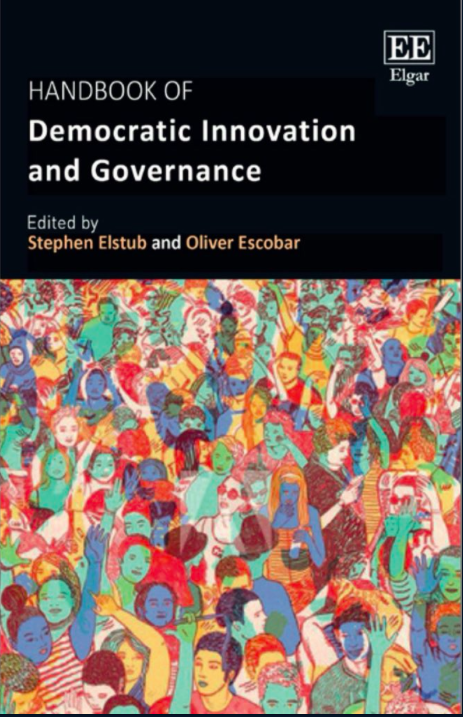 EE
Elgar
HANDBOOK OF
Democratic Innovation
and Governance
Edited by
Stephen Elstub and Oliver Escobar